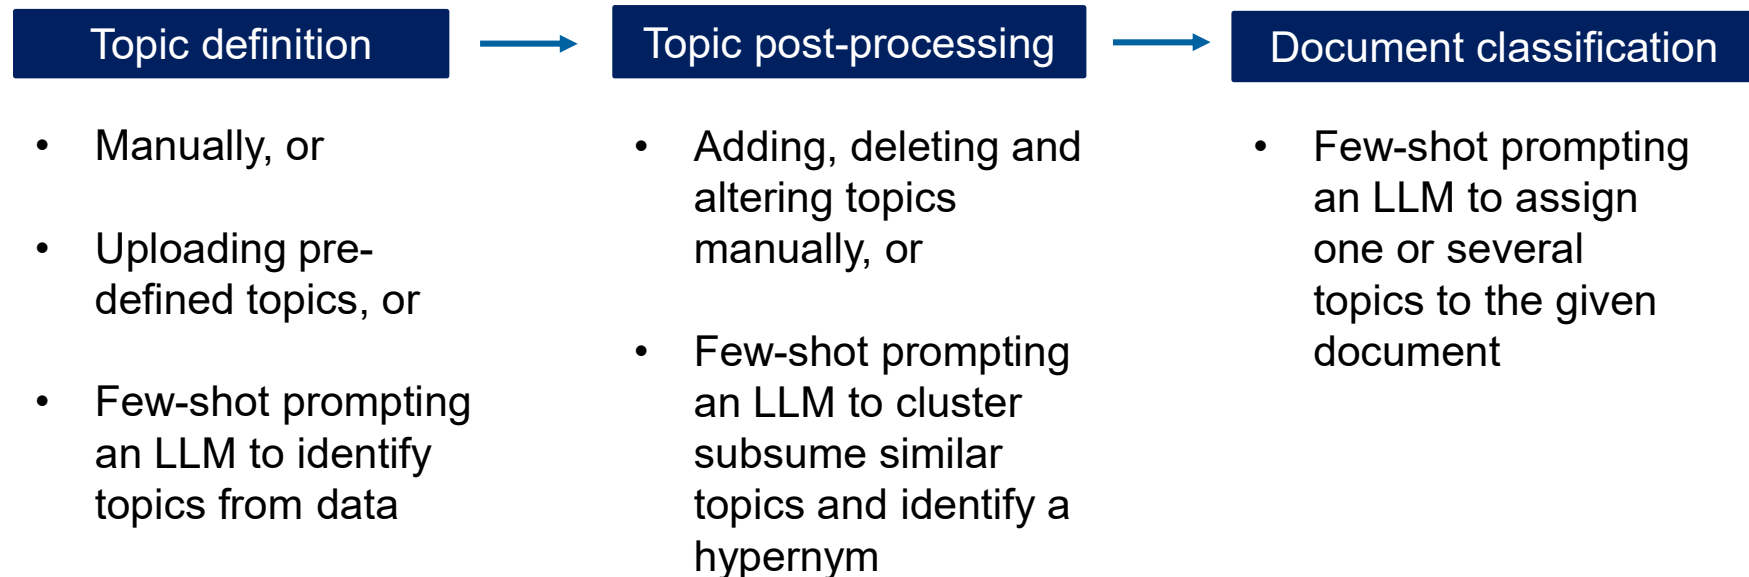 Topic definition
• Manually, or
• Uploading pre-
defined topics, or
• Few-shot prompting
an LLM to identify
topics from data
Topic post-processing
• Adding, deleting and
altering topics
manually, or
• Few-shot prompting
an LLM to cluster
subsume similar
topics and identify a
hypernym
Document classification
• Few-shot prompting
an LLM to assign
one or several
topics to the given
document